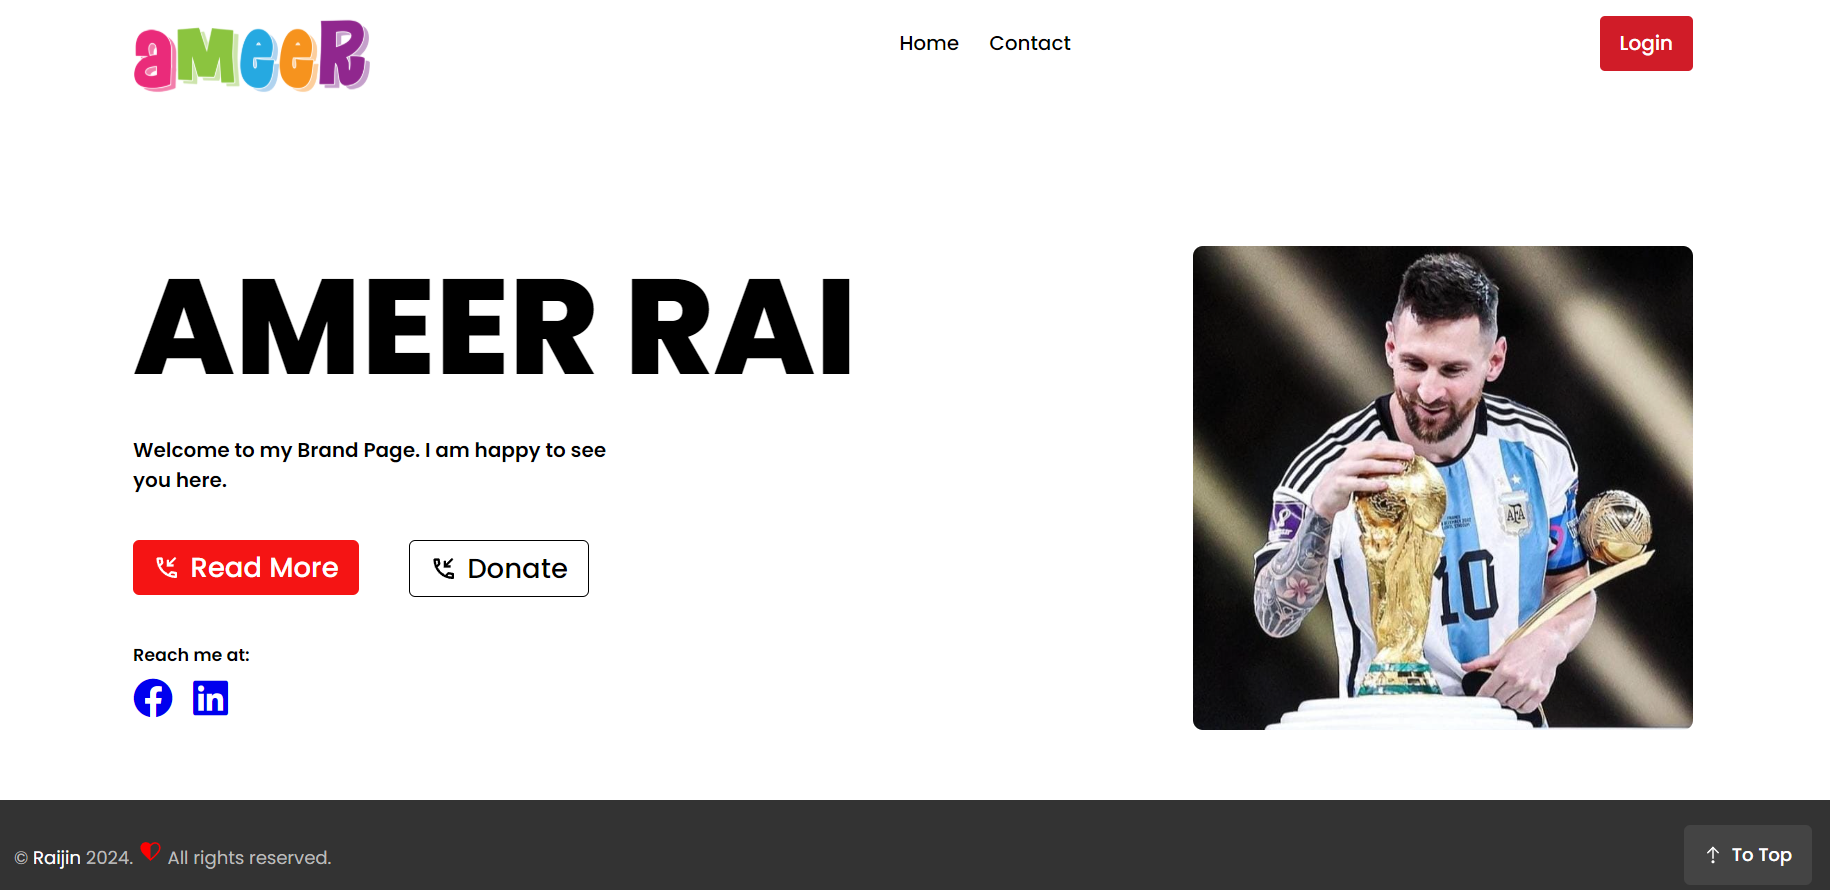 aMeeR
Home
Contact
Login
AMEER RAI
Welcome to my Brand Page. I am happy to see
you here.
Read More
Donate
Reach me at:
in
AFA
10
© Raijin 2024. All rights reserved.
To Top